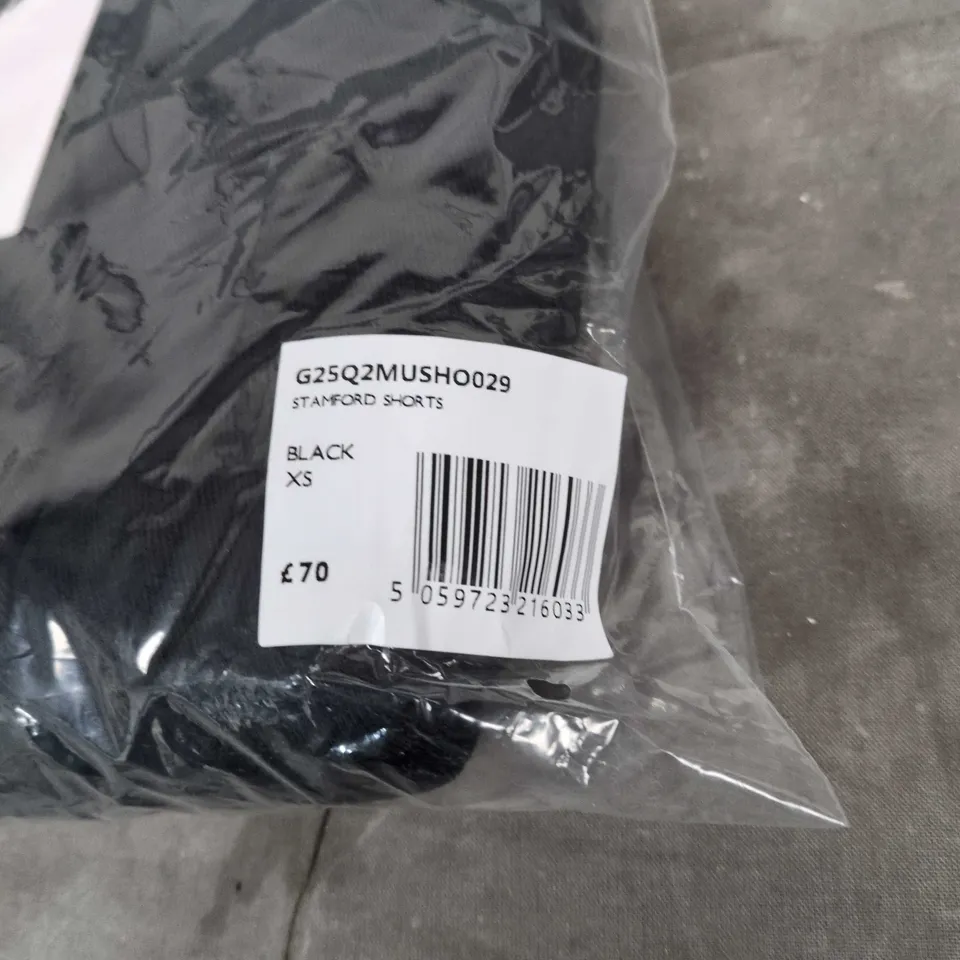 G25Q2MUSHO029
STAMFORD SHORTS
BLACK
XS
£70
5 059723 216033